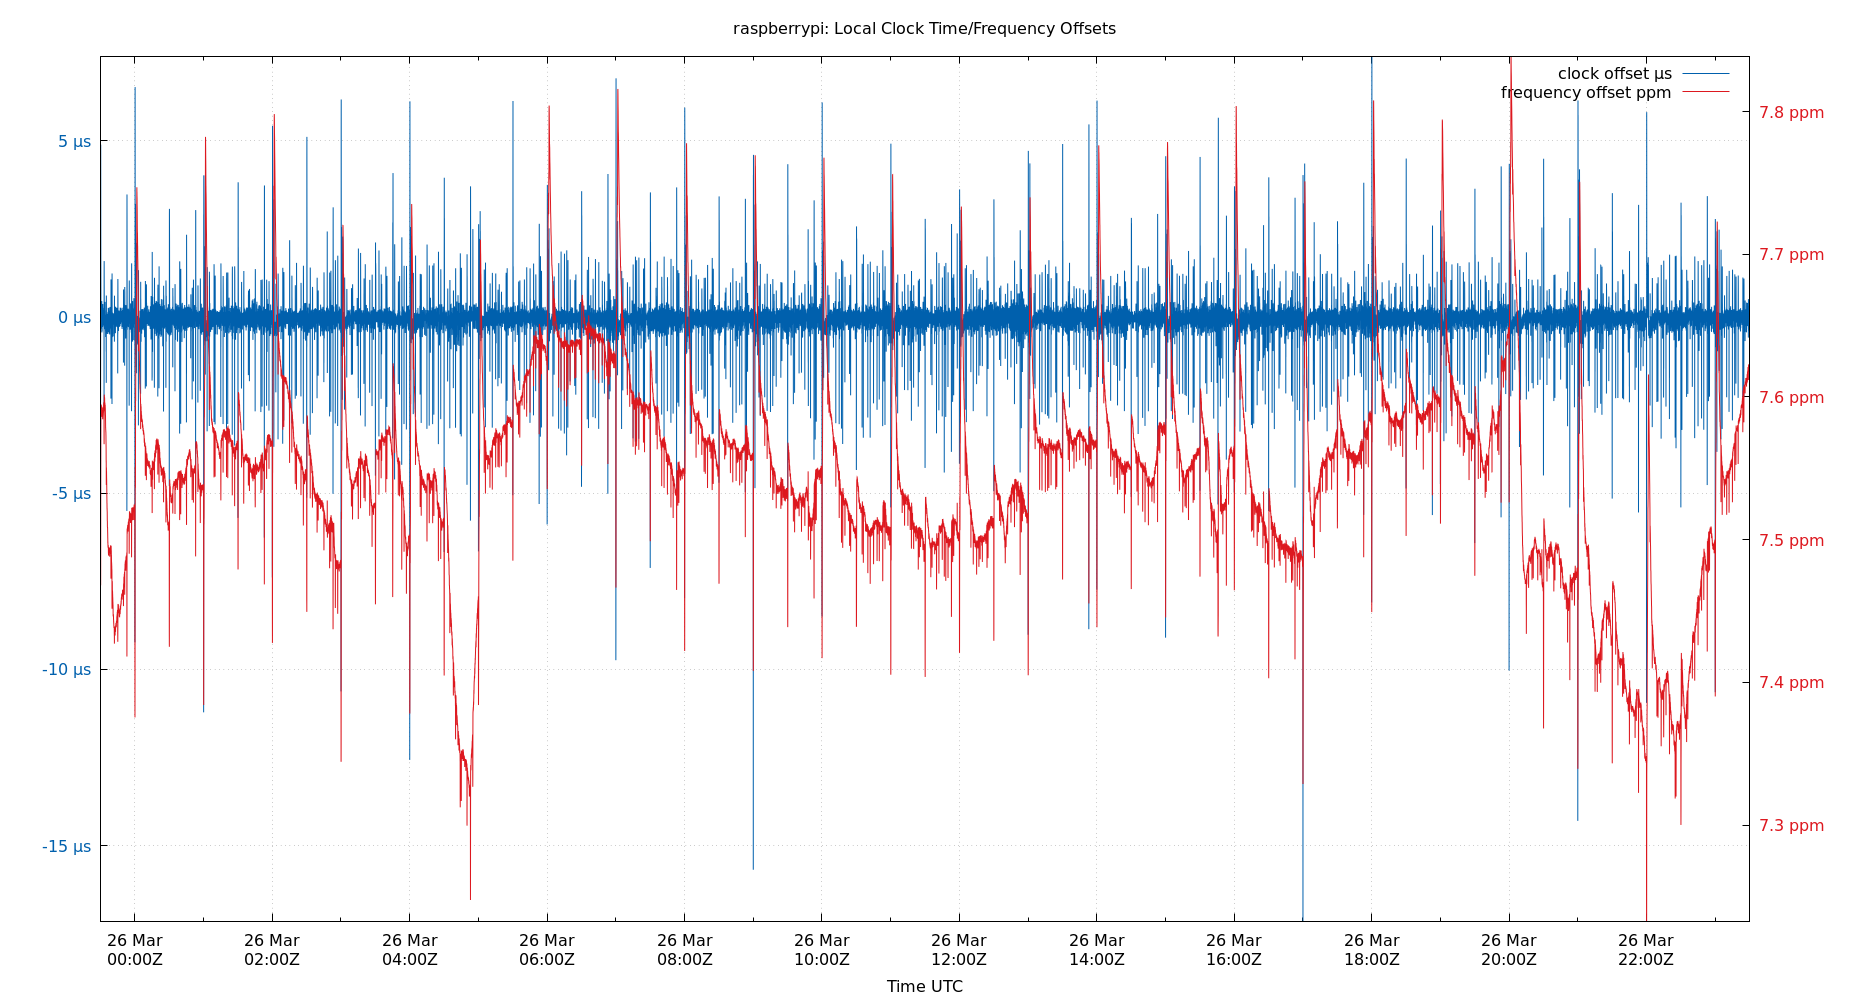 raspberrypi: Local Clock Time/Frequency Offsets
clock offset µs
frequency offset ppm
5 µs
0 µs
-5 µs
-10 µs
-15 µs
7.8 ppm
7.7 ppm
7.6 ppm
7.5 ppm
7.4 ppm
7.3 ppm
26 Mar 26 Mar 26 Mar 26 Mar 26 Mar 26 Mar 26 Mar 26 Mar 26 Mar 26 Mar 26 Mar 26 Mar
00:00Z 02:00Z 04:00Z 06:00Z 08:00Z 10:00Z 12:00Z 14:00Z 16:00Z 18:00Z 20:00Z 22:00Z
Time UTC